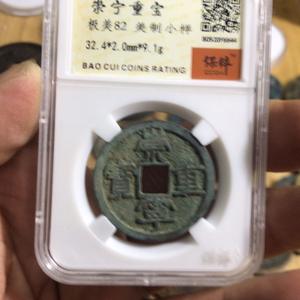 崇宁重宝
极美82 美制小样
32.4*2.0mm*9.1g
BAO CUI COINS RATING
保粹
崇寧重寶